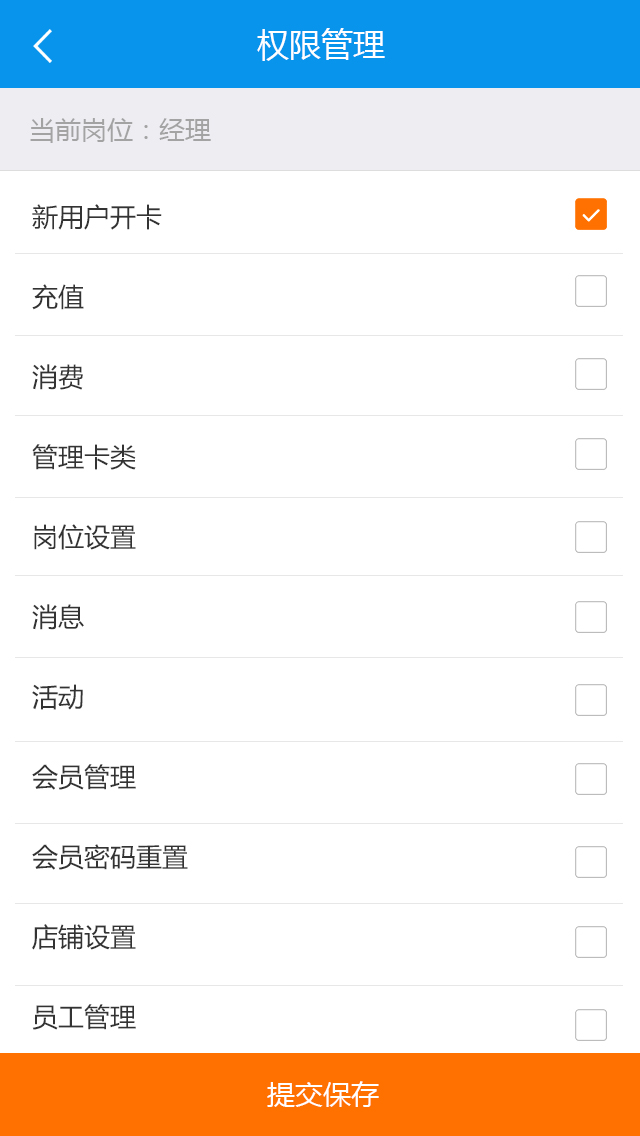 权限管理
当前岗位：经理
新用户开卡
充值
消费
管理卡类
岗位设置
消息
活动
会员管理
会员密码重置
店铺设置
员工管理
提交保存